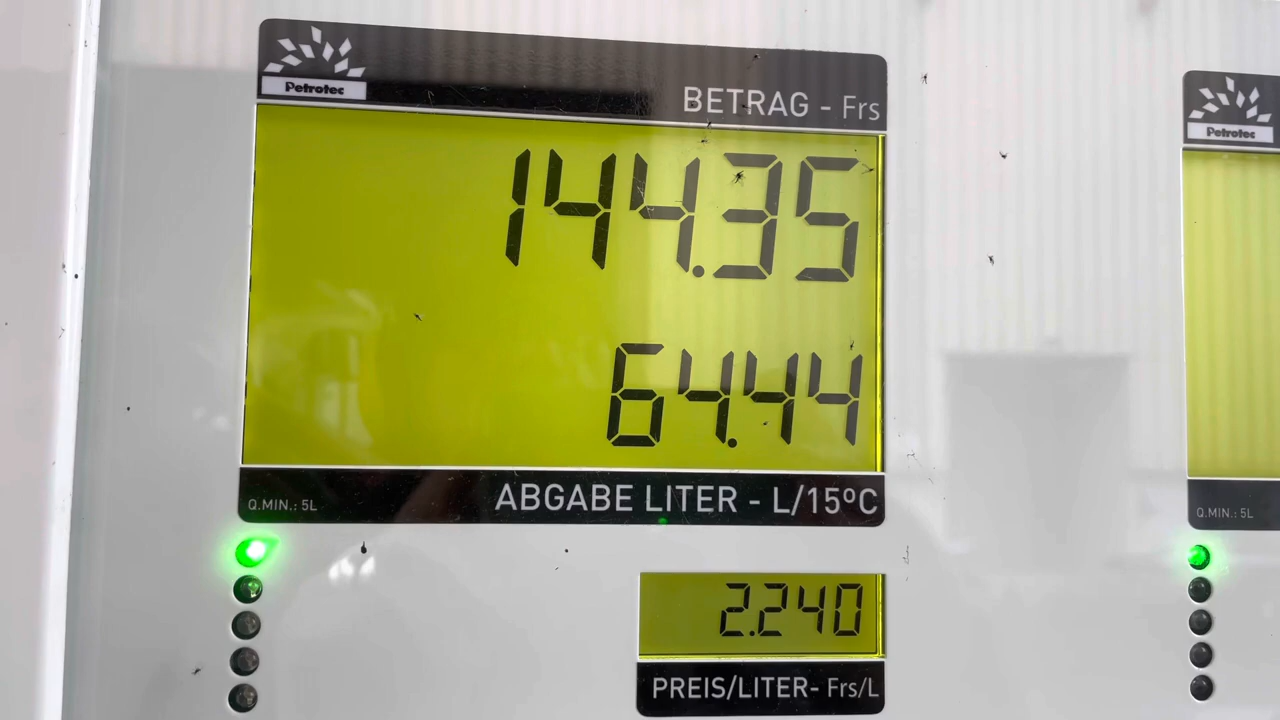 Petrotec
BETRAG - Frs
144.35
64.44
Q.MIN.: 5L
ABGABE LITER - L/15ºC
2.240
PREIS/LITER- Frs/L
Petrotec
Q.MIN.: 5L